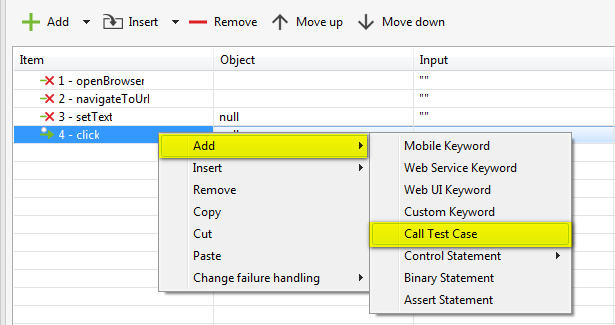 Add Insert Remove Move up Move down
Item Object Input
1 - openBrowser ""
2 - navigateToUrl ""
3 - setText null ""
4 - click
Add
Insert
Remove
Copy
Cut
Paste
Change failure handling
Mobile Keyword
Web Service Keyword
Web UI Keyword
Custom Keyword
Call Test Case
Control Statement
Binary Statement
Assert Statement